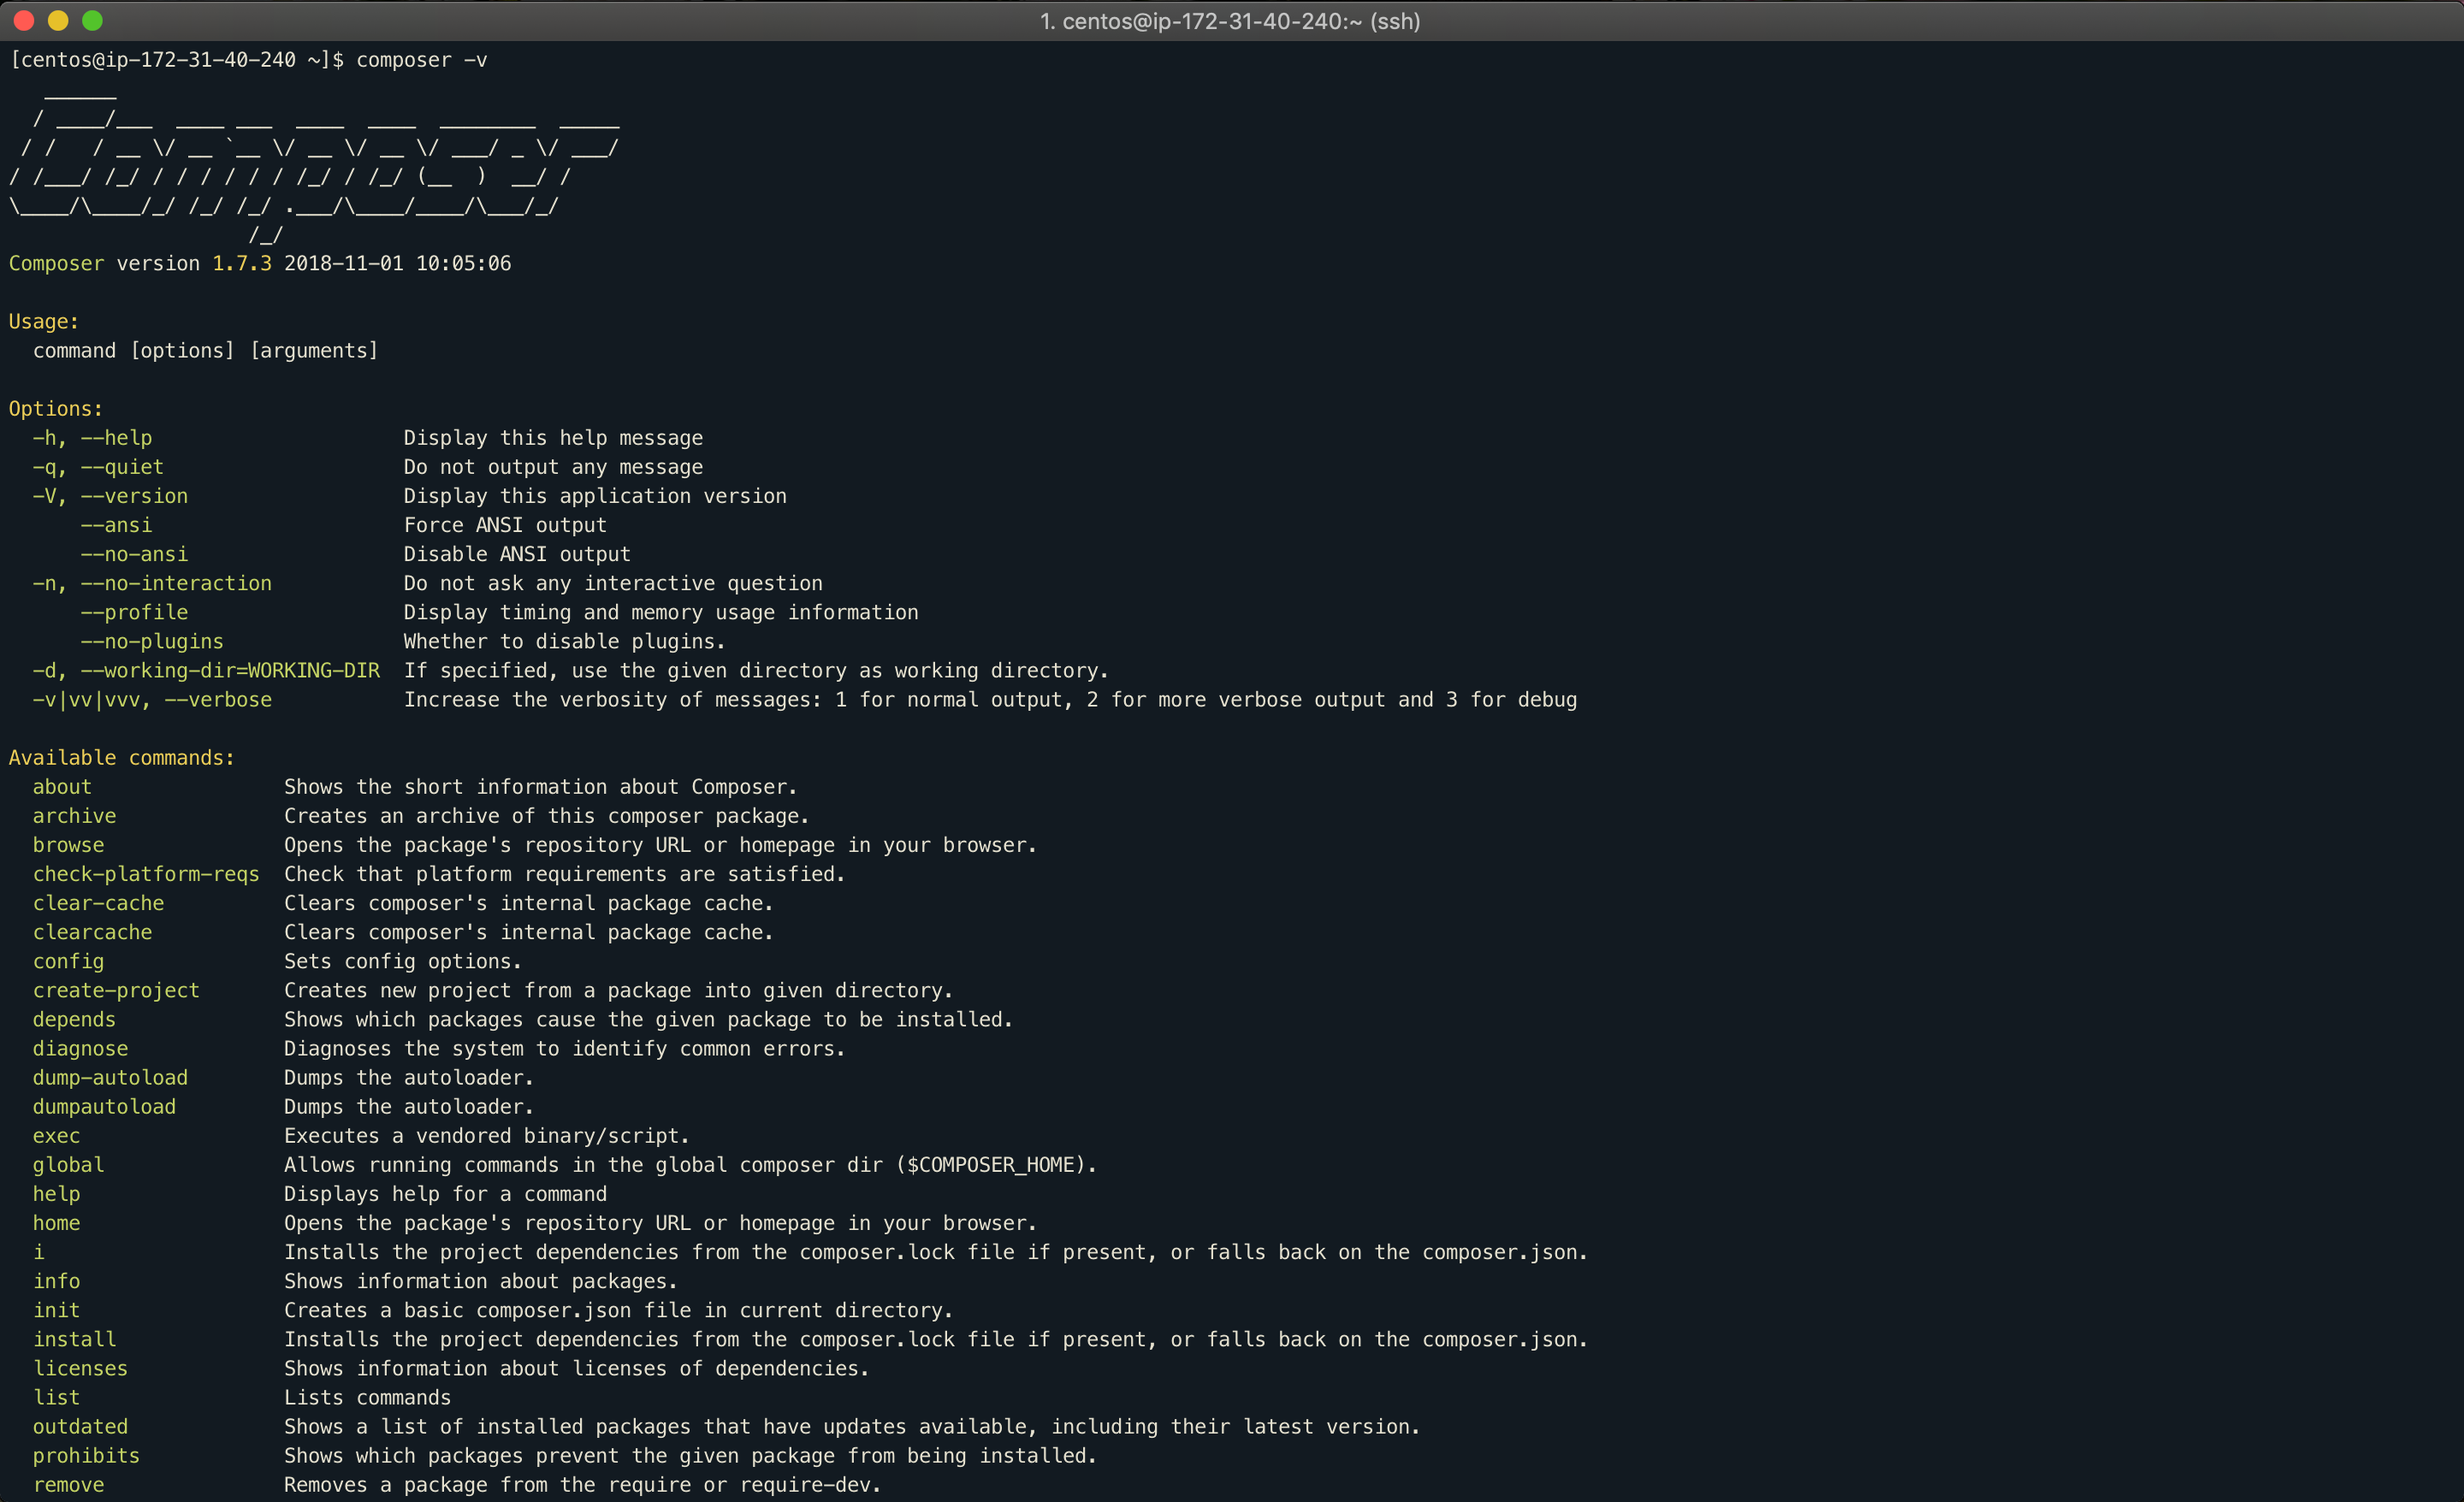 1. centos@ip-172-31-40-240:~ (ssh)
[centos@ip-172-31-40-240 ~]$ composer -v
   ______
  / ____/___  ____ ___  ____  ____  ________  _____
 / /   / __ \/ __ `__ \/ __ \/ __ \/ ___/ _ \/ ___/
/ /___/ /_/ / / / / / / /_/ / /_/ (__  )  __/ /
\____/\____/_/ /_/ /_/ .___/\____/____/\___/_/
                    /_/
Composer version 1.7.3 2018-11-01 10:05:06

Usage:
  command [options] [arguments]

Options:
  -h, --help                     Display this help message
  -q, --quiet                    Do not output any message
  -V, --version                  Display this application version
      --ansi                     Force ANSI output
      --no-ansi                  Disable ANSI output
  -n, --no-interaction           Do not ask any interactive question
      --profile                  Display timing and memory usage information
      --no-plugins               Whether to disable plugins.
  -d, --working-dir=WORKING-DIR  If specified, use the given directory as working directory.
  -v|vv|vvv, --verbose           Increase the verbosity of messages: 1 for normal output, 2 for more verbose output and 3 for debug

Available commands:
  about                Shows the short information about Composer.
  archive              Creates an archive of this composer package.
  browse               Opens the package's repository URL or homepage in your browser.
  check-platform-reqs  Check that platform requirements are satisfied.
  clear-cache          Clears composer's internal package cache.
  clearcache           Clears composer's internal package cache.
  config               Sets config options.
  create-project       Creates new project from a package into given directory.
  depends              Shows which packages cause the given package to be installed.
  diagnose             Diagnoses the system to identify common errors.
  dump-autoload        Dumps the autoloader.
  dumpautoload         Dumps the autoloader.
  exec                 Executes a vendored binary/script.
  global               Allows running commands in the global composer dir ($COMPOSER_HOME).
  help                 Displays help for a command
  home                 Opens the package's repository URL or homepage in your browser.
  i                    Installs the project dependencies from the composer.lock file if present, or falls back on the composer.json.
  info                 Shows information about packages.
  init                 Creates a basic composer.json file in current directory.
  install              Installs the project dependencies from the composer.lock file if present, or falls back on the composer.json.
  licenses             Shows information about licenses of dependencies.
  list                 Lists commands
  outdated             Shows a list of installed packages that have updates available, including their latest version.
  prohibits            Shows which packages prevent the given package from being installed.
  remove               Removes a package from the require or require-dev.